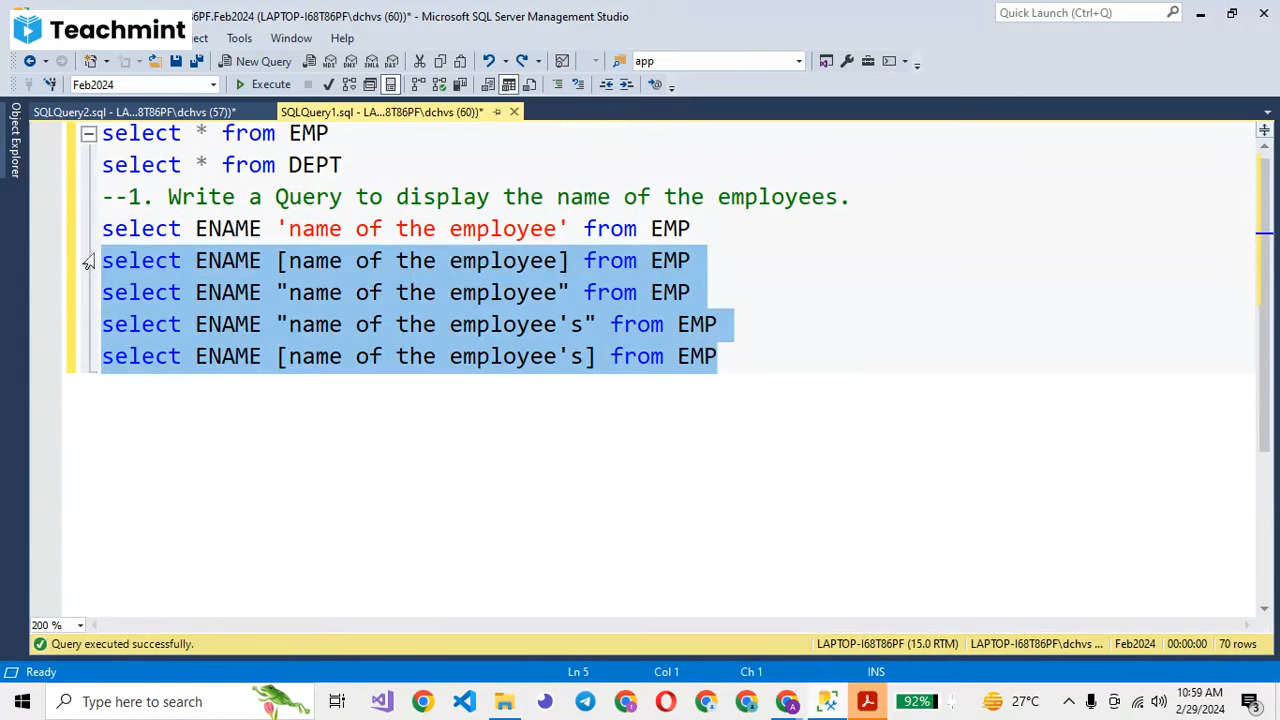 PF.Feb2024 (LAPTOP-I68T86PF\dchvs (60))* - Microsoft SQL Server Management Studio
Quick Launch (Ctrl+Q)
Teachmint
Tools Window Help
New Query
app
Feb2024
Execute
SQLQuery2.sql - LA...8T86PF\dchvs (57))*
SQLQuery1.sql - LA...8T86PF\dchvs (60))*
Object Explorer
select * from EMP
select * from DEPT
--1. Write a Query to display the name of the employees.
select ENAME 'name of the employee' from EMP
select ENAME [name of the employee] from EMP
select ENAME "name of the employee" from EMP
select ENAME "name of the employee's" from EMP
select ENAME [name of the employee's] from EMP
200 %
Query executed successfully.
LAPTOP-I68T86PF (15.0 RTM) LAPTOP-I68T86PF\dchvs ... Feb2024 00:00:00 70 rows
Ready Ln 5 Col 1 Ch 1 INS
Type here to search
92%
27°C
10:59 AM
2/29/2024
3